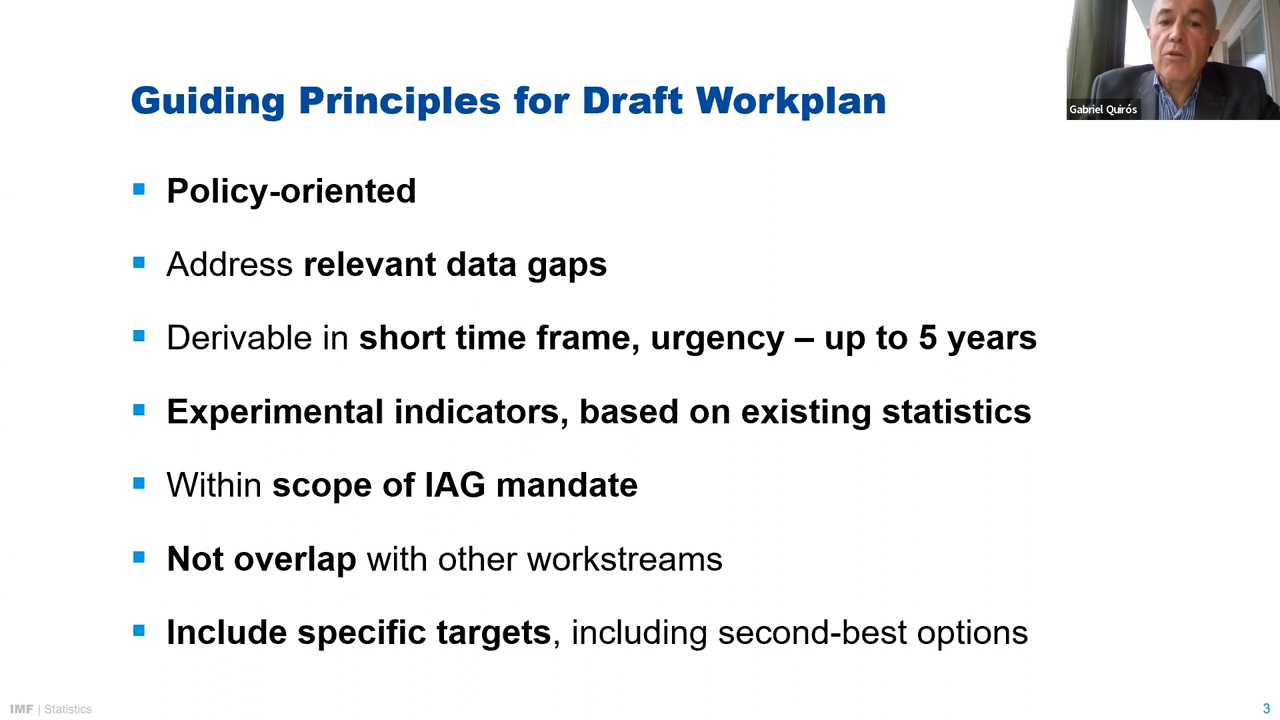 Gabriel Quirós
Guiding Principles for Draft Workplan
▪ Policy-oriented
▪ Address relevant data gaps
▪ Derivable in short time frame, urgency – up to 5 years
▪ Experimental indicators, based on existing statistics
▪ Within scope of IAG mandate
▪ Not overlap with other workstreams
▪ Include specific targets, including second-best options
IMF | Statistics
3